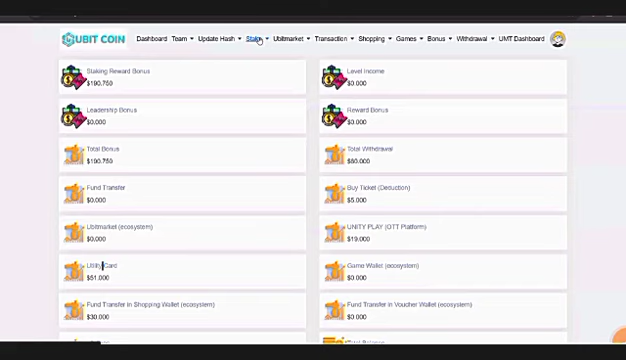 UBIT COIN
Dashboard Team Update Hash Stake Ubitmarket Transaction Shopping Games Bonus Withdrawal UMT Dashboard
Staking Reward Bonus
$190.750
Level Income
$0.000
Leadership Bonus
$0.000
Reward Bonus
$0.000
Total Bonus
$190.750
Total Withdrawal
$60.000
Fund Transfer
$0.000
Buy Ticket (Deduction)
$5.000
Ubitmarket (ecosystem)
$0.000
UNITY PLAY (OTT Platform)
$19.000
Utility Card
$51.000
Game Wallet (ecosystem)
$0.000
Fund Transfer in Shopping Wallet (ecosystem)
$30.000
Fund Transfer in Voucher Wallet (ecosystem)
$0.000
Total Balance